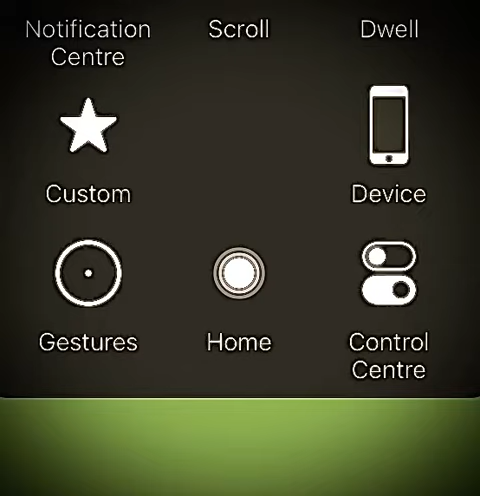 Notification Scroll Dwell
Centre
Custom Device
Gestures Home Control
Centre